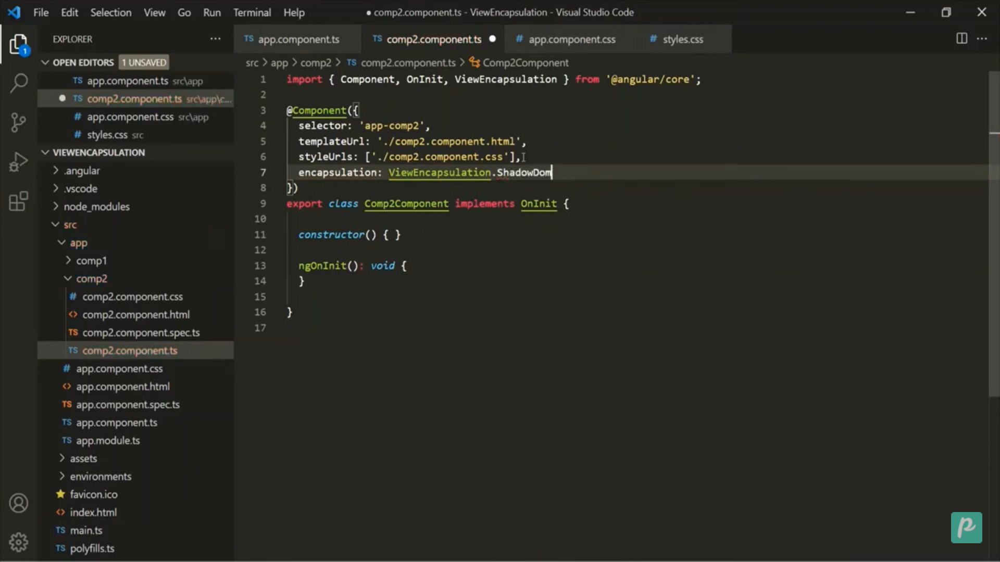 File Edit Selection View Go Run Terminal Help
● comp2.component.ts - ViewEncapsulation - Visual Studio Code
EXPLORER
1
OPEN EDITORS 1 UNSAVED
TS app.component.ts src\app
● TS comp2.component.ts src\app\c...
# app.component.css src\app
# styles.css src
VIEWENCAPSULATION
.angular
.vscode
node_modules
src
app
comp1
comp2
# comp2.component.css
<> comp2.component.html
TS comp2.component.spec.ts
TS comp2.component.ts
# app.component.css
<> app.component.html
TS app.component.spec.ts
TS app.component.ts
TS app.module.ts
assets
environments
favicon.ico
<> index.html
TS main.ts
TS polyfills.ts
TS app.component.ts TS comp2.component.ts ● # app.component.css # styles.css
src > app > comp2 > TS comp2.component.ts > Comp2Component
1 import { Component, OnInit, ViewEncapsulation } from '@angular/core';
2
3 @Component({
4 selector: 'app-comp2',
5 templateUrl: './comp2.component.html',
6 styleUrls: ['./comp2.component.css'],
7 encapsulation: ViewEncapsulation.ShadowDom
8 })
9 export class Comp2Component implements OnInit {
10
11 constructor() { }
12
13 ngOnInit(): void {
14 }
15
16 }
17
p